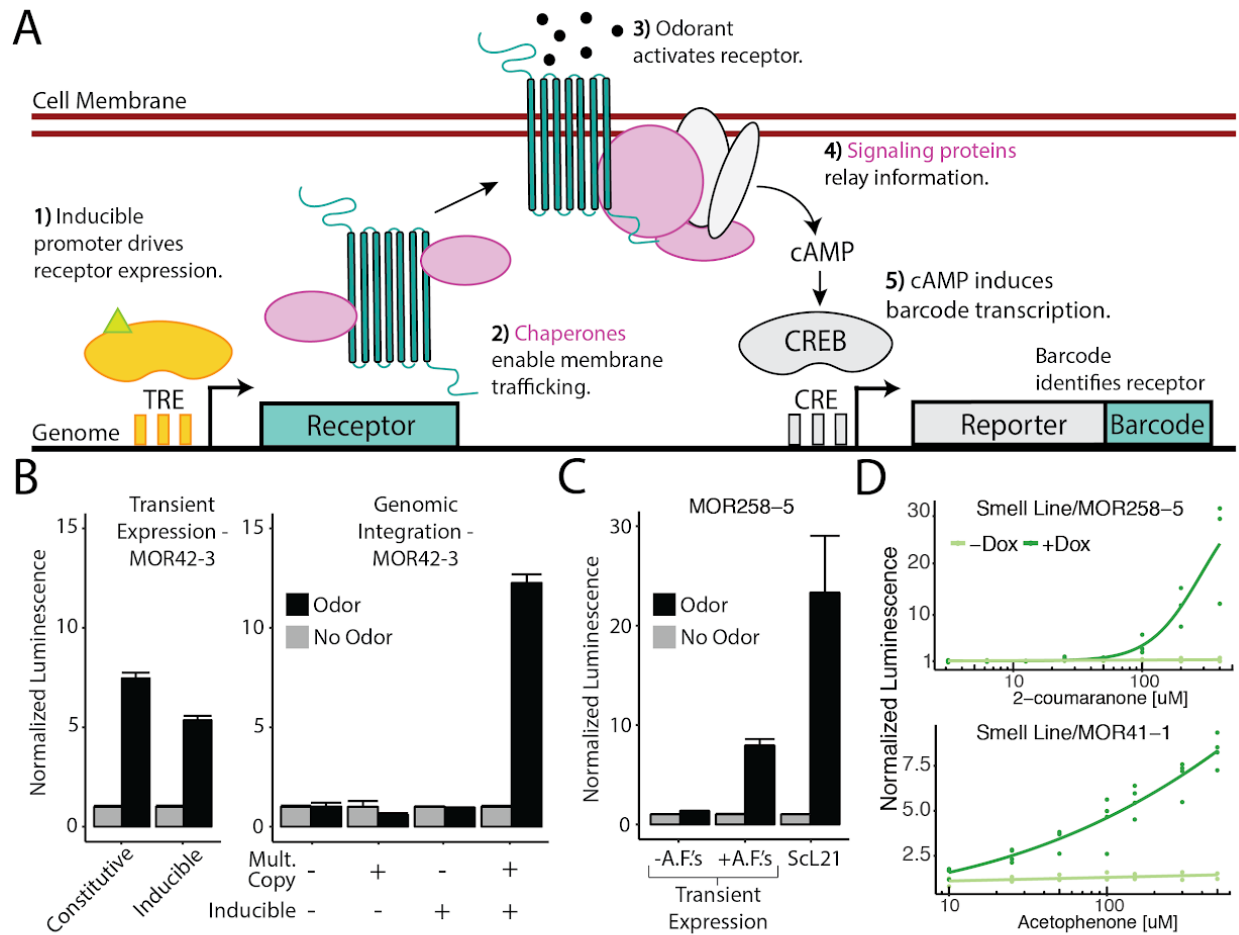 A
Cell Membrane
3) Odorant
activates receptor.
4) Signaling proteins
relay information.
1) Inducible
promoter drives
receptor expression.
cAMP
5) cAMP induces
barcode transcription.
2) Chaperones
enable membrane
trafficking.
CREB
Barcode
identifies receptor
TRE
CRE
Genome
Receptor
Reporter
Barcode
B
Transient
Expression -
MOR42-3
Genomic
Integration -
MOR42-3
Normalized Luminescence
15
10
5
0
Constitutive
Inducible
15
10
5
0
Odor
No Odor
Mult.
Copy
- + - +
Inducible
- - + +
C
MOR258–5
Normalized Luminescence
30
20
10
0
Odor
No Odor
-A.F.'s
+A.F.'s
ScL21
Transient
Expression
D
Normalized Luminescence
Smell Line/MOR258–5
–Dox
+Dox
30
20
10
1
10
100
2–coumaranone [uM]
Smell Line/MOR41–1
7.5
5.0
2.5
10
100
Acetophenone [uM]